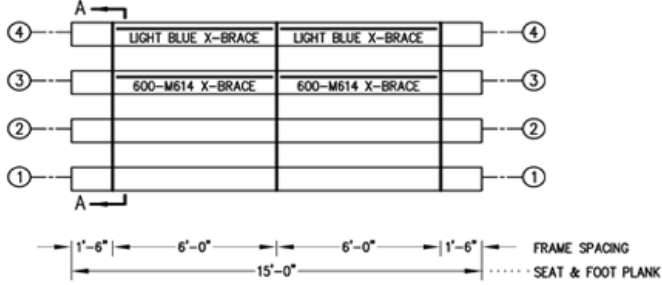 A
4 LIGHT BLUE X-BRACE LIGHT BLUE X-BRACE 4
3 600-M614 X-BRACE 600-M614 X-BRACE 3
2 2
1 1
A
1'-6" 6'-0" 6'-0" 1'-6" FRAME SPACING
15'-0" SEAT & FOOT PLANK